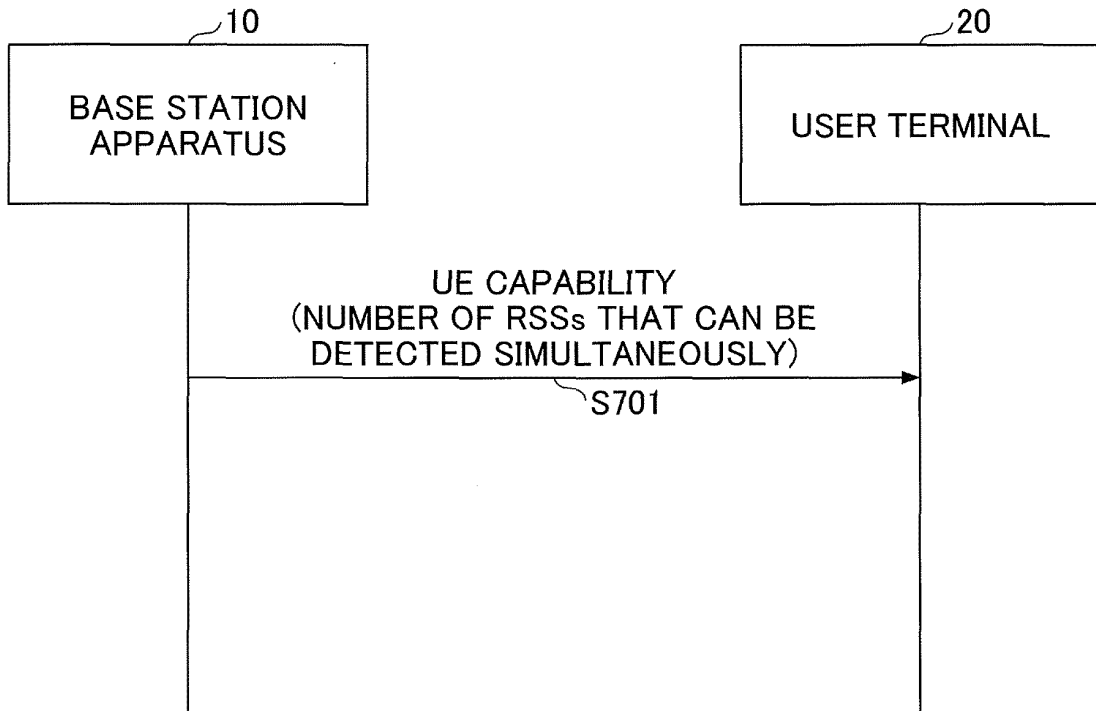 10
BASE STATION
APPARATUS
20
USER TERMINAL
UE CAPABILITY
(NUMBER OF RSSs THAT CAN BE
DETECTED SIMULTANEOUSLY)
S701